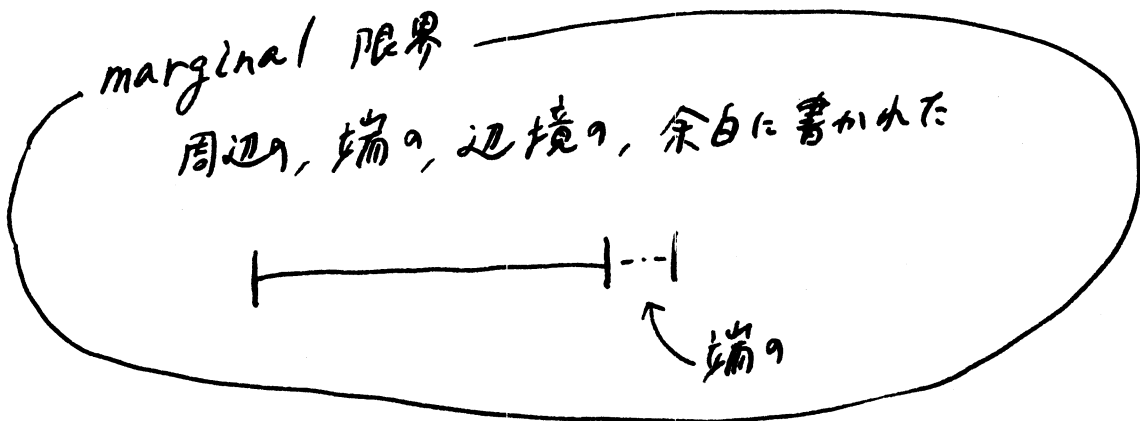 marginal 限界
周辺の, 端の, 辺境の, 余白に書かれた
端の